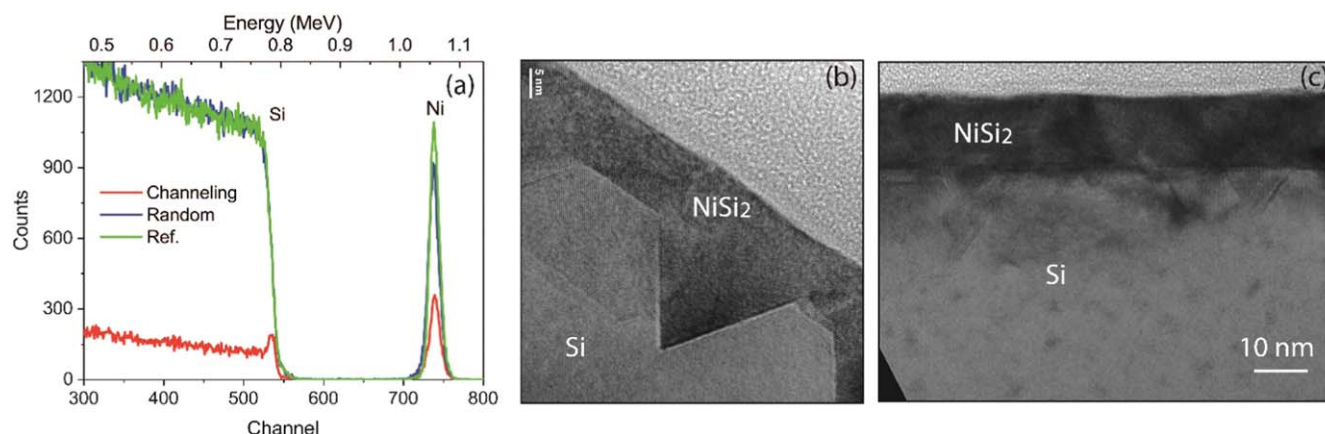 Energy (MeV)
0.5 0.6 0.7 0.8 0.9 1.0 1.1
(a)
Si
Ni
1200
900
600
300
0
Counts
Channeling
Random
Ref.
300 400 500 600 700 800
Channel
5 nm
(b)
NiSi2
Si
(c)
NiSi2
Si
10 nm